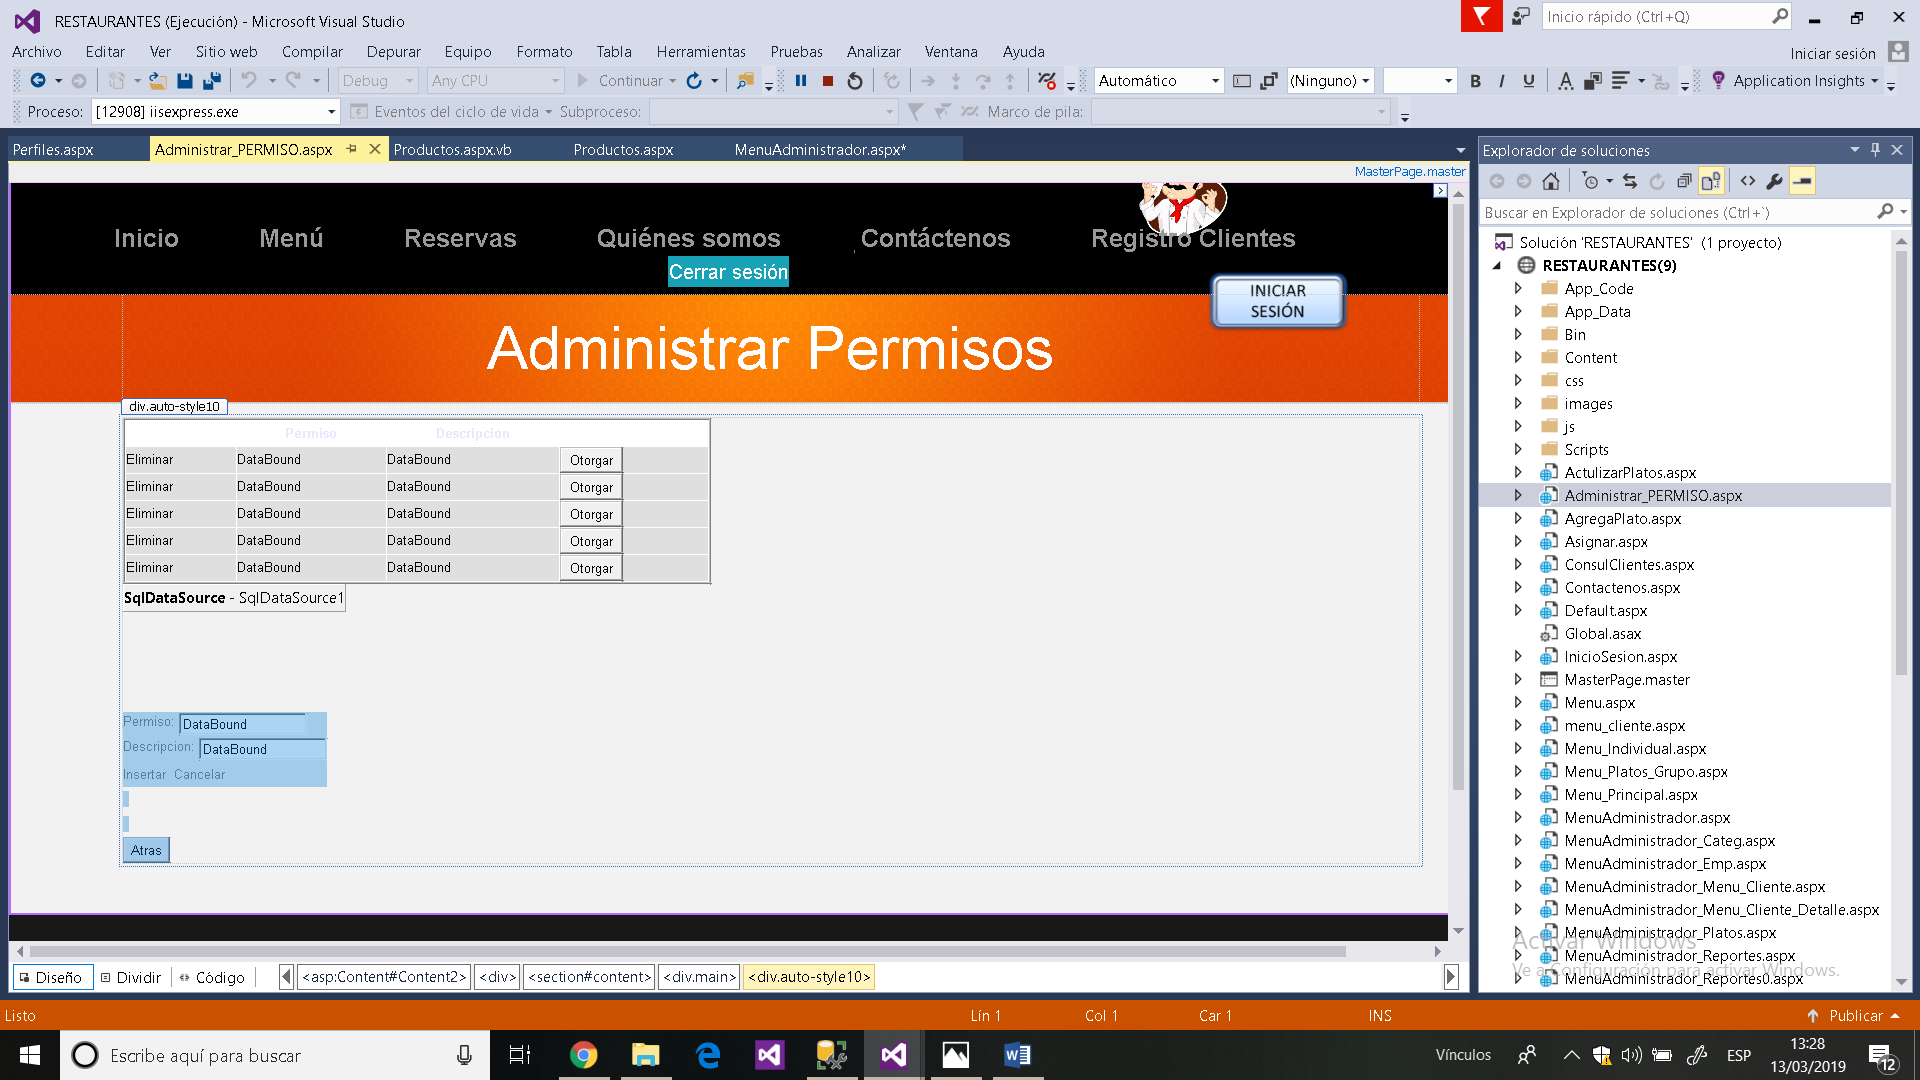 RESTAURANTES (Ejecución) - Microsoft Visual Studio
Inicio rápido (Ctrl+Q)
Archivo Editar Ver Sitio web Compilar Depurar Equipo Formato Tabla Herramientas Pruebas Analizar Ventana Ayuda
Iniciar sesión
Debug Any CPU Continuar Automático (Ninguno) B I U A Application Insights
Proceso: [12908] iisexpress.exe Eventos del ciclo de vida Subproceso: Marco de pila:
Perfiles.aspx Administrar_PERMISO.aspx Productos.aspx.vb Productos.aspx MenuAdministrador.aspx*
MasterPage.master
Inicio Menú Reservas Quiénes somos Contáctenos Registro Clientes
Cerrar sesión
INICIAR
SESIÓN
Administrar Permisos
div.auto-style10
Permiso Descripcion
Eliminar DataBound DataBound Otorgar
Eliminar DataBound DataBound Otorgar
Eliminar DataBound DataBound Otorgar
Eliminar DataBound DataBound Otorgar
Eliminar DataBound DataBound Otorgar
SqlDataSource - SqlDataSource1
Permiso: DataBound
Descripcion: DataBound
Insertar Cancelar
Atras
Diseño Dividir Código <asp:Content#Content2> <div> <section#content> <div.main> <div.auto-style10>
Explorador de soluciones
Buscar en Explorador de soluciones (Ctrl+`)
Solución 'RESTAURANTES' (1 proyecto)
RESTAURANTES(9)
App_Code
App_Data
Bin
Content
css
images
js
Scripts
ActulizarPlatos.aspx
Administrar_PERMISO.aspx
AgregaPlato.aspx
Asignar.aspx
ConsulClientes.aspx
Contactenos.aspx
Default.aspx
Global.asax
InicioSesion.aspx
MasterPage.master
Menu.aspx
menu_cliente.aspx
Menu_Individual.aspx
Menu_Platos_Grupo.aspx
Menu_Principal.aspx
MenuAdministrador.aspx
MenuAdministrador_Categ.aspx
MenuAdministrador_Emp.aspx
MenuAdministrador_Menu_Cliente.aspx
MenuAdministrador_Menu_Cliente_Detalle.aspx
MenuAdministrador_Platos.aspx
MenuAdministrador_Reportes.aspx
MenuAdministrador_Reportes0.aspx
Activar Windows
Ve a Configuración para activar Windows.
Listo Lín 1 Col 1 Car 1 INS Publicar
Escribe aquí para buscar
Vínculos ESP 13:28
13/03/2019 12